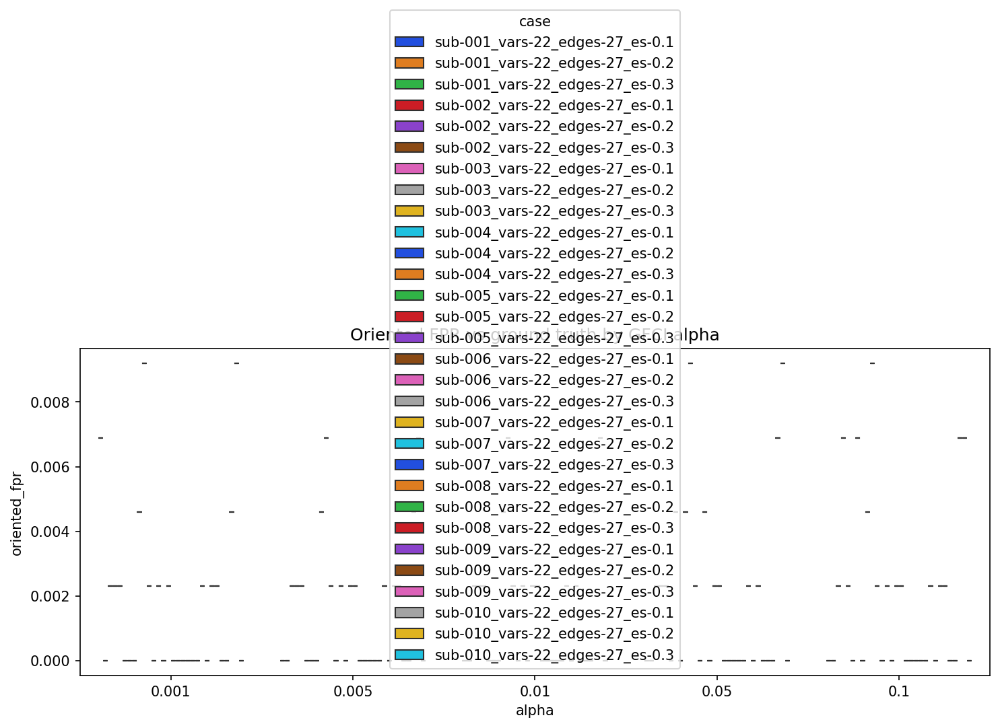 case
sub-001_vars-22_edges-27_es-0.1
sub-001_vars-22_edges-27_es-0.2
sub-001_vars-22_edges-27_es-0.3
sub-002_vars-22_edges-27_es-0.1
sub-002_vars-22_edges-27_es-0.2
sub-002_vars-22_edges-27_es-0.3
sub-003_vars-22_edges-27_es-0.1
sub-003_vars-22_edges-27_es-0.2
sub-003_vars-22_edges-27_es-0.3
sub-004_vars-22_edges-27_es-0.1
sub-004_vars-22_edges-27_es-0.2
sub-004_vars-22_edges-27_es-0.3
sub-005_vars-22_edges-27_es-0.1
sub-005_vars-22_edges-27_es-0.2
Oriented FPR vs ground truth by GFCI alpha
sub-005_vars-22_edges-27_es-0.3
sub-006_vars-22_edges-27_es-0.1
sub-006_vars-22_edges-27_es-0.2
sub-006_vars-22_edges-27_es-0.3
sub-007_vars-22_edges-27_es-0.1
sub-007_vars-22_edges-27_es-0.2
sub-007_vars-22_edges-27_es-0.3
sub-008_vars-22_edges-27_es-0.1
sub-008_vars-22_edges-27_es-0.2
sub-008_vars-22_edges-27_es-0.3
sub-009_vars-22_edges-27_es-0.1
sub-009_vars-22_edges-27_es-0.2
sub-009_vars-22_edges-27_es-0.3
sub-010_vars-22_edges-27_es-0.1
sub-010_vars-22_edges-27_es-0.2
sub-010_vars-22_edges-27_es-0.3
oriented_fpr
0.008
0.006
0.004
0.002
0.000
0.001
0.005
0.01
0.05
0.1
alpha